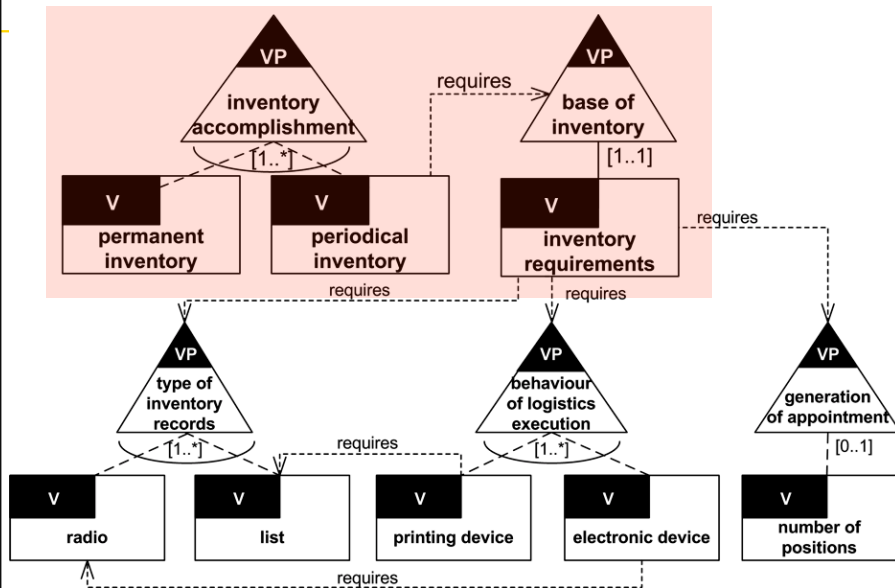 VP
inventory
accomplishment
[1..*]
requires
VP
base of
inventory
[1..1]
V
permanent
inventory
V
periodical
inventory
V
inventory
requirements
requires
requires
requires
VP
type of
inventory
records
[1..*]
VP
behaviour
of logistics
execution
[1..*]
VP
generation
of appointment
[0..1]
requires
V
radio
V
list
V
printing device
V
electronic device
V
number of
positions
requires